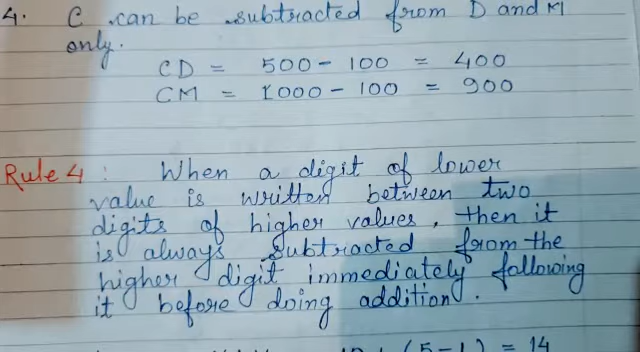 4. C can be subtracted from D and M
only.
CD = 500 - 100 = 400
CM = 1000 - 100 = 900
Rule 4 : When a digit of lower
value is written between two
digits of higher values, then it
is always subtracted from the
higher digit immediately following
it before doing addition.
(5-1) = 14